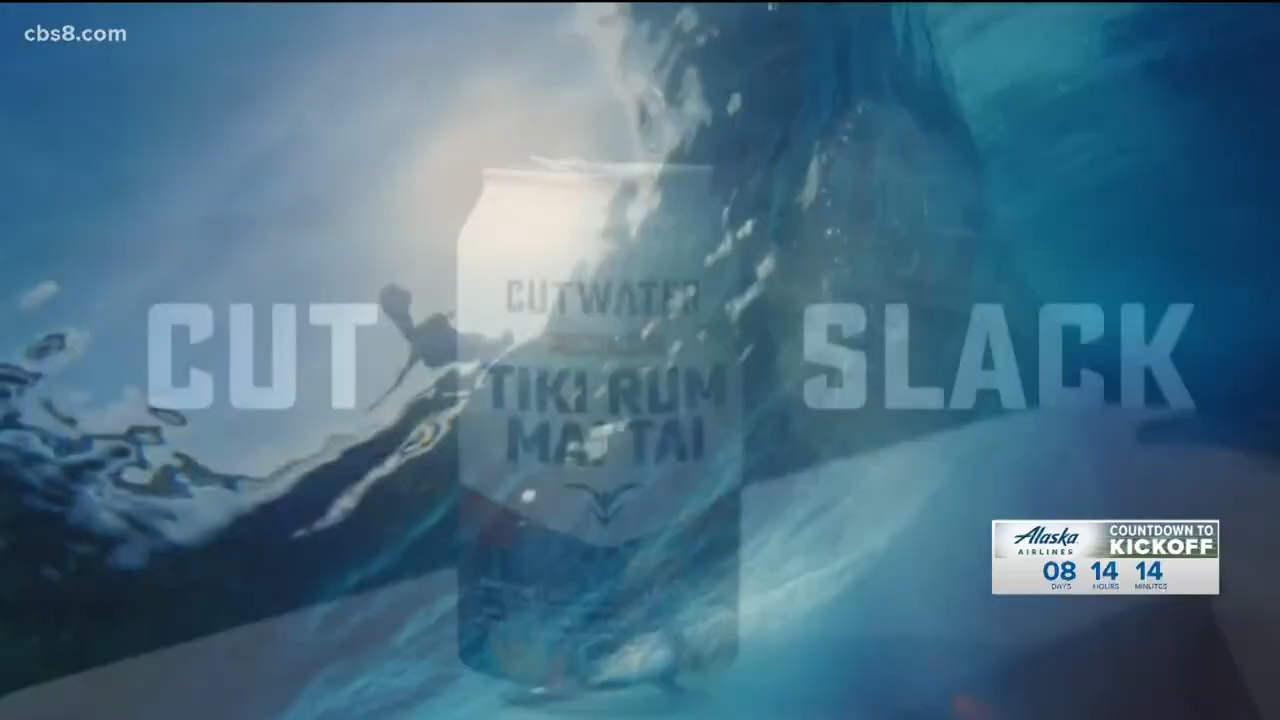 cbs8.com
CUT SLACK
CUTWATER
TIKI RUM
MAI TAI
Alaska
AIRLINES
COUNTDOWN TO
KICKOFF
08 14 14
DAYS HOURS MINUTES